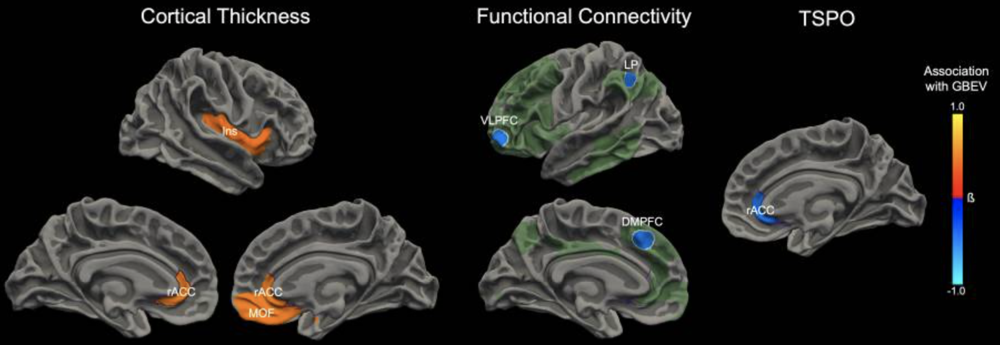 Cortical Thickness
Functional Connectivity
TSPO
Ins
rACC
rACC
MOF
VLPFC
LP
DMPFC
rACC
Association
with GBEV
1.0
ß
-1.0